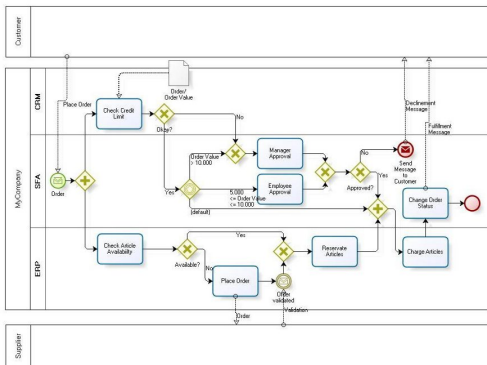 Customer
MyCompany
CRM
SFA
ERP
Supplier
Place Order
Check Credit
Limit
Order/
Order Value
Okay?
No
Yes
Declinement
Message
Fulfillment
Message
Order
Order Value
> 10.000
Manager
Approval
Employee
Approval
5.000
<= Order Value
<= 10.000
(default)
No
Approved?
Yes
Send
Message
to
Customer
Change Order
Status
Check Article
Availability
Available?
Yes
No
Place Order
Order
validated
Reservate
Articles
Charge Articles
Order
Validation